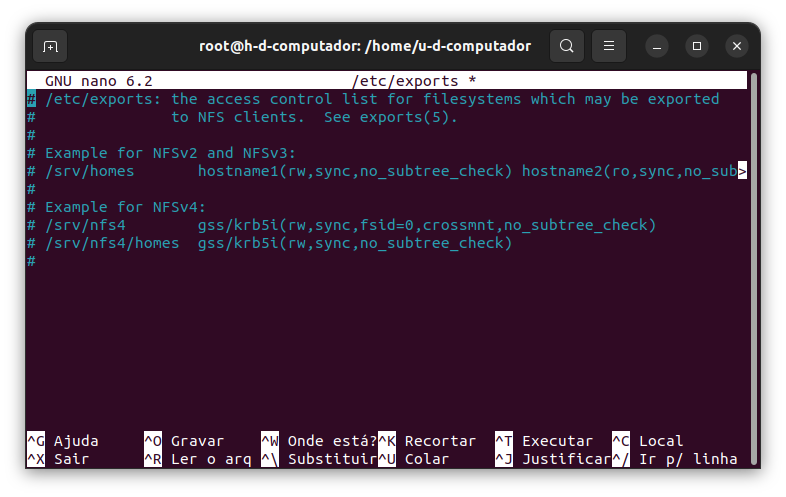 root@h-d-computador: /home/u-d-computador
GNU nano 6.2 /etc/exports *
# /etc/exports: the access control list for filesystems which may be exported
# to NFS clients. See exports(5).
#
# Example for NFSv2 and NFSv3:
# /srv/homes hostname1(rw,sync,no_subtree_check) hostname2(ro,sync,no_sub>
#
# Example for NFSv4:
# /srv/nfs4 gss/krb5i(rw,sync,fsid=0,crossmnt,no_subtree_check)
# /srv/nfs4/homes gss/krb5i(rw,sync,no_subtree_check)
#
^G Ajuda ^O Gravar ^W Onde está? ^K Recortar ^T Executar ^C Local
^X Sair ^R Ler o arq ^\ Substituir ^U Colar ^J Justificar ^/ Ir p/ linha